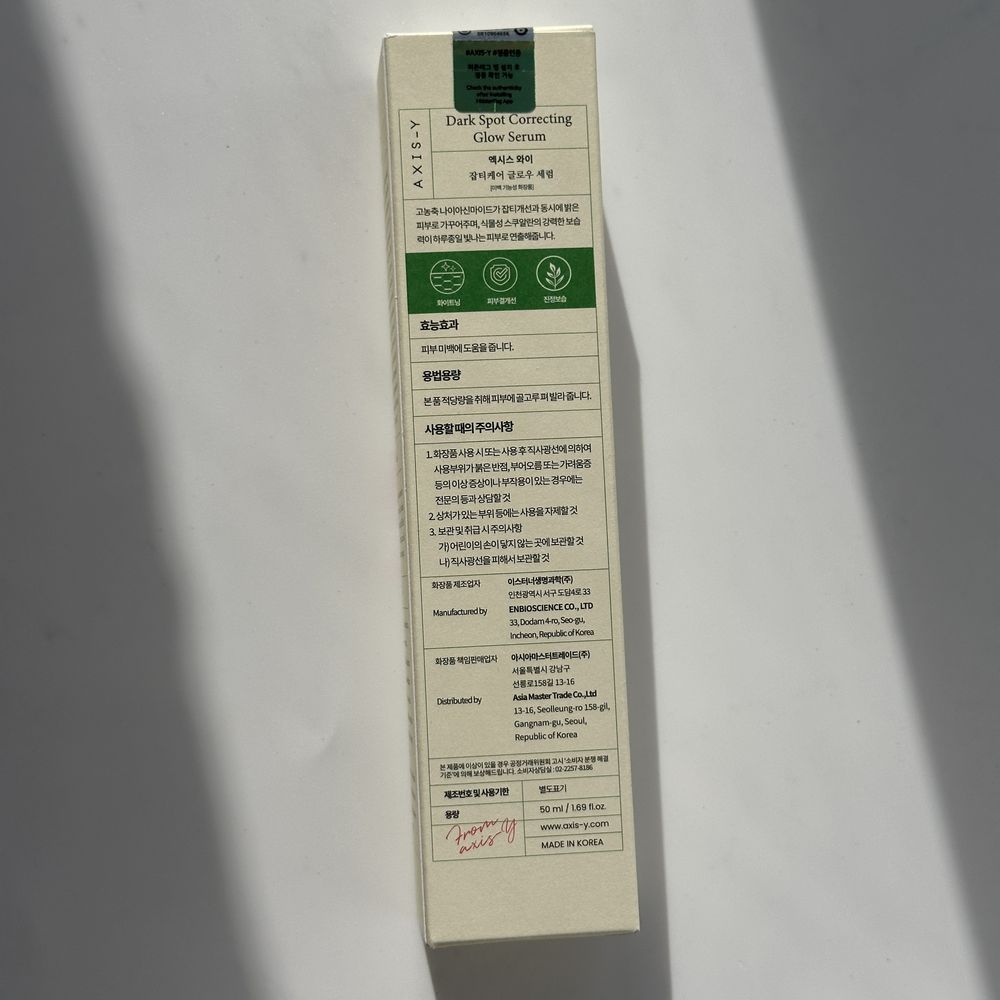 #AXIS-Y #정품인증
히든태그 앱 설치 후
정품 확인 가능
Check the authenticity
after installing
HiddenTag App
AXIS-Y
Dark Spot Correcting
Glow Serum
엑시스 와이
잡티케어 글로우 세럼
[미백 기능성 화장품]
고농축 나이아신마이드가 잡티개선과 동시에 밝은
피부로 가꾸어주며, 식물성 스쿠알란의 강력한 보습
력이 하루종일 빛나는 피부로 연출해줍니다.
화이트닝
피부결개선
진정보습
효능효과
피부 미백에 도움을 줍니다.
용법용량
본 품 적당량을 취해 피부에 골고루 펴 발라 줍니다.
사용할 때의 주의사항
1. 화장품 사용 시 또는 사용 후 직사광선에 의하여
사용부위가 붉은 반점, 부어오름 또는 가려움증
등의 이상 증상이나 부작용이 있는 경우에는
전문의 등과 상담할 것
2. 상처가 있는 부위 등에는 사용을 자제할 것
3. 보관 및 취급 시 주의사항
가) 어린이의 손이 닿지 않는 곳에 보관할 것
나) 직사광선을 피해서 보관할 것
화장품 제조업자
이스터너생명과학(주)
인천광역시 서구 도담4로 33
Manufactured by
ENBIOSCIENCE CO., LTD
33, Dodam 4-ro, Seo-gu,
Incheon, Republic of Korea
화장품 책임판매업자
아시아마스터트레이드(주)
서울특별시 강남구
선릉로158길 13-16
Distributed by
Asia Master Trade Co.,Ltd
13-16, Seolleung-ro 158-gil,
Gangnam-gu, Seoul,
Republic of Korea
본 제품에 이상이 있을 경우 공정거래위원회 고시 '소비자 분쟁 해결
기준'에 의해 보상해드립니다. 소비자상담실 : 02-2257-8186
제조번호 및 사용기한
별도표기
용량
50 ml / 1.69 fl.oz.
From
axis-y
www.axis-y.com
MADE IN KOREA